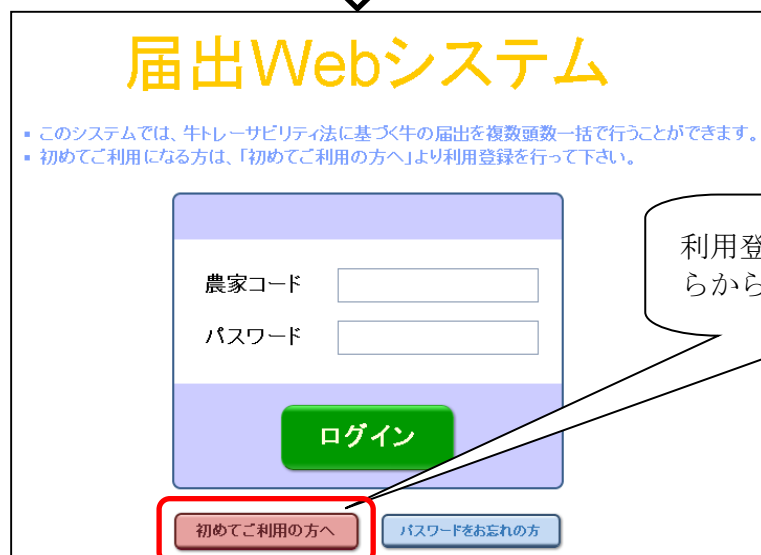 届出Webシステム
▪ このシステムでは、牛トレーサビリティ法に基づく牛の届出を複数頭数一括で行うことができます。
▪ 初めてご利用になる方は、「初めてご利用の方へ」より利用登録を行って下さい。
利用登
らから
農家コード
パスワード
ログイン
初めてご利用の方へ
パスワードをお忘れの方